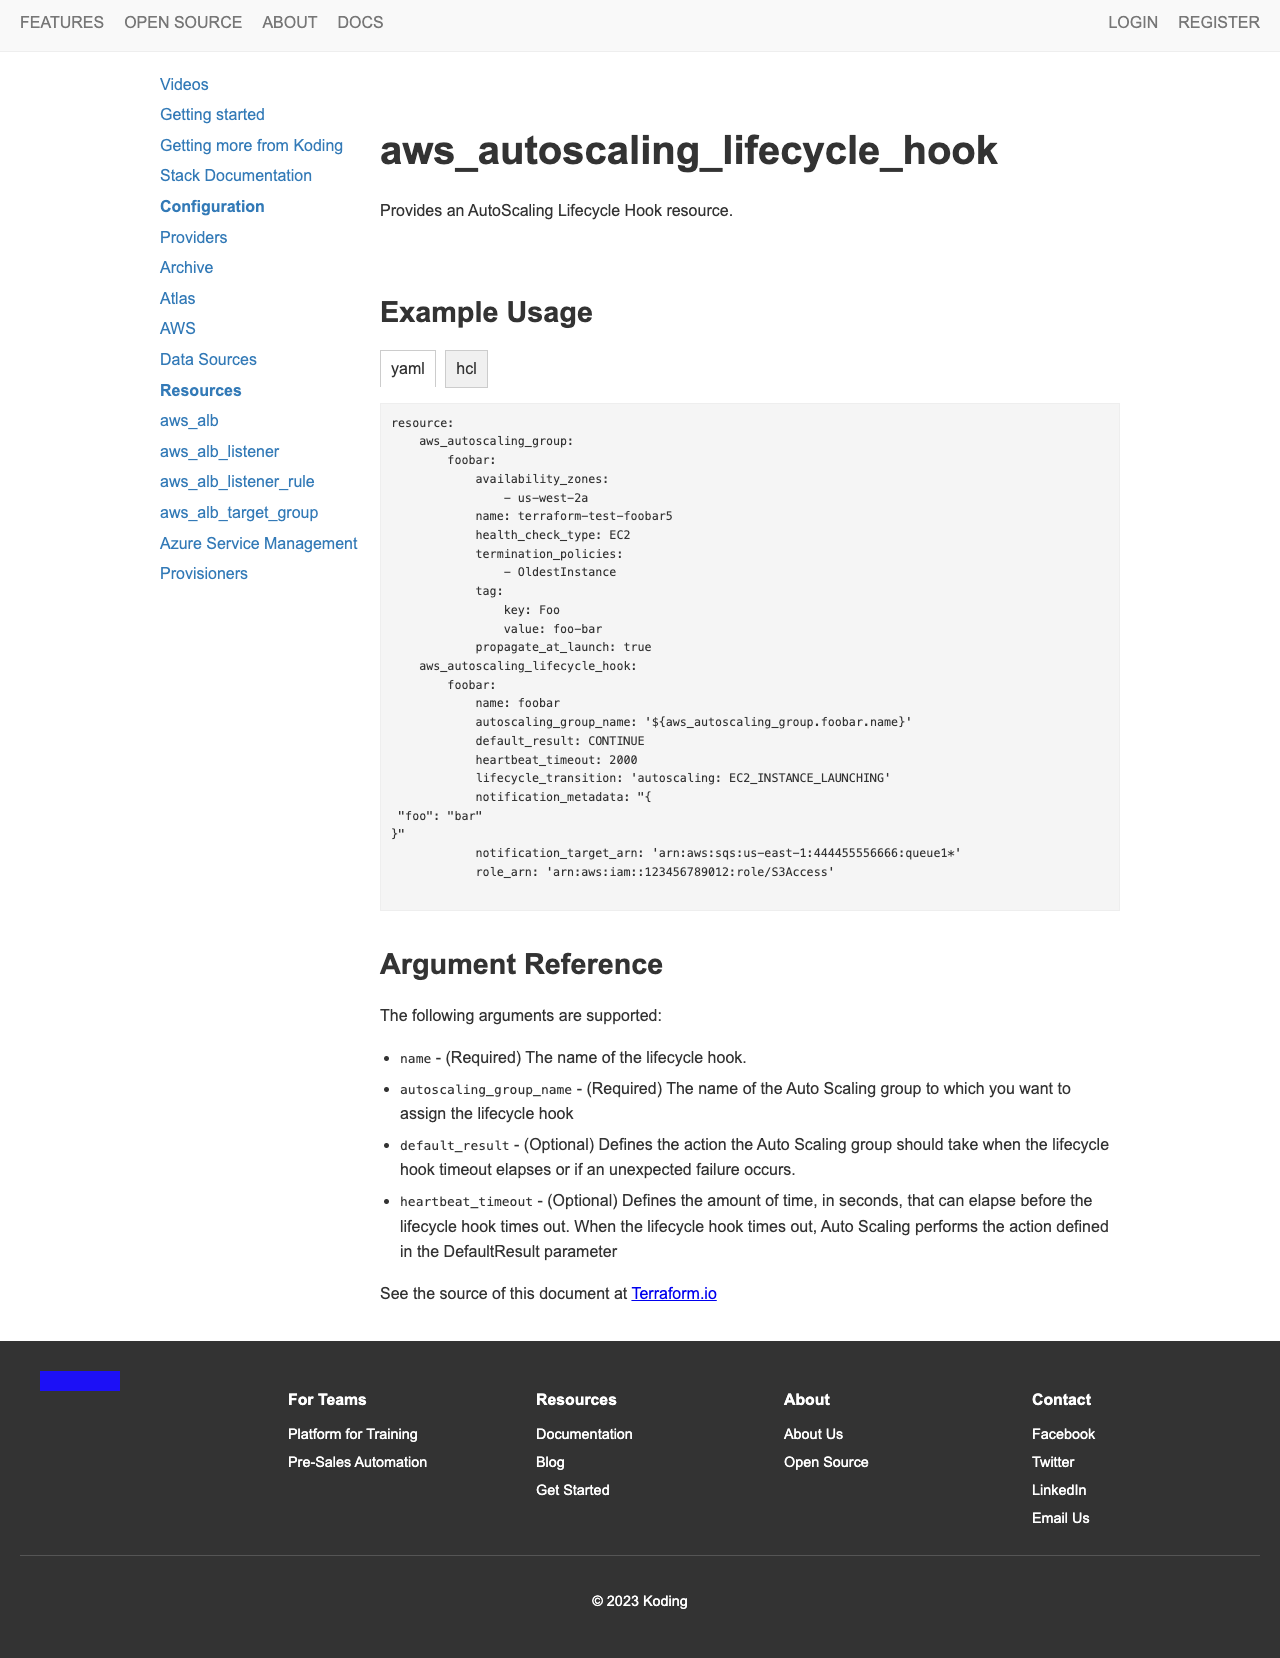 FEATURES OPEN SOURCE ABOUT DOCS LOGIN REGISTER
Videos
Getting started
Getting more from Koding
Stack Documentation
Configuration
Providers
Archive
Atlas
AWS
Data Sources
Resources
aws_alb
aws_alb_listener
aws_alb_listener_rule
aws_alb_target_group
Azure Service Management
Provisioners
aws_autoscaling_lifecycle_hook
Provides an AutoScaling Lifecycle Hook resource.
Example Usage
yaml hcl
resource:
    aws_autoscaling_group:
        foobar:
            availability_zones:
                - us-west-2a
            name: terraform-test-foobar5
            health_check_type: EC2
            termination_policies:
                - OldestInstance
            tag:
                key: Foo
                value: foo-bar
            propagate_at_launch: true
    aws_autoscaling_lifecycle_hook:
        foobar:
            name: foobar
            autoscaling_group_name: '${aws_autoscaling_group.foobar.name}'
            default_result: CONTINUE
            heartbeat_timeout: 2000
            lifecycle_transition: 'autoscaling: EC2_INSTANCE_LAUNCHING'
            notification_metadata: "{
 "foo": "bar"
}"
            notification_target_arn: 'arn:aws:sqs:us-east-1:444455556666:queue1*'
            role_arn: 'arn:aws:iam::123456789012:role/S3Access'
Argument Reference
The following arguments are supported:
• name - (Required) The name of the lifecycle hook.
• autoscaling_group_name - (Required) The name of the Auto Scaling group to which you want to
assign the lifecycle hook
• default_result - (Optional) Defines the action the Auto Scaling group should take when the lifecycle
hook timeout elapses or if an unexpected failure occurs.
• heartbeat_timeout - (Optional) Defines the amount of time, in seconds, that can elapse before the
lifecycle hook times out. When the lifecycle hook times out, Auto Scaling performs the action defined
in the DefaultResult parameter
See the source of this document at Terraform.io
For Teams
Platform for Training
Pre-Sales Automation
Resources
Documentation
Blog
Get Started
About
About Us
Open Source
Contact
Facebook
Twitter
LinkedIn
Email Us
© 2023 Koding